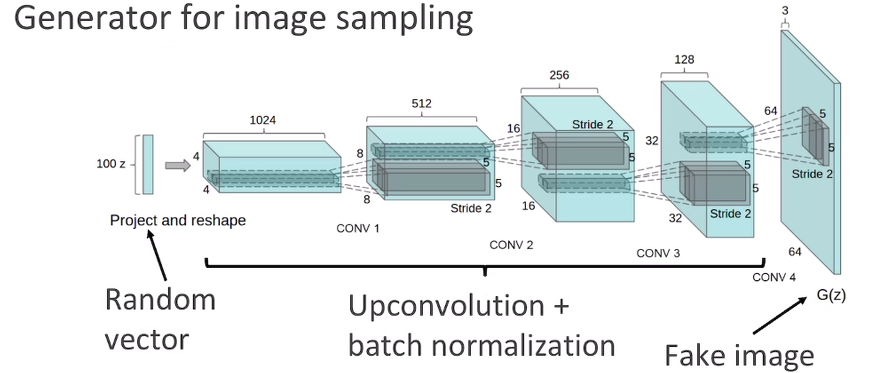 Generator for image sampling
3
128
256
512
1024
64
5
5
Stride 2
16
Stride 2
5
5
32
8
4
100 z
4
5
5
Stride 2
8
16
5
5
Stride 2
32
64
Project and reshape
CONV 1
CONV 2
CONV 3
CONV 4
G(z)
Random
vector
Upconvolution +
batch normalization
Fake image